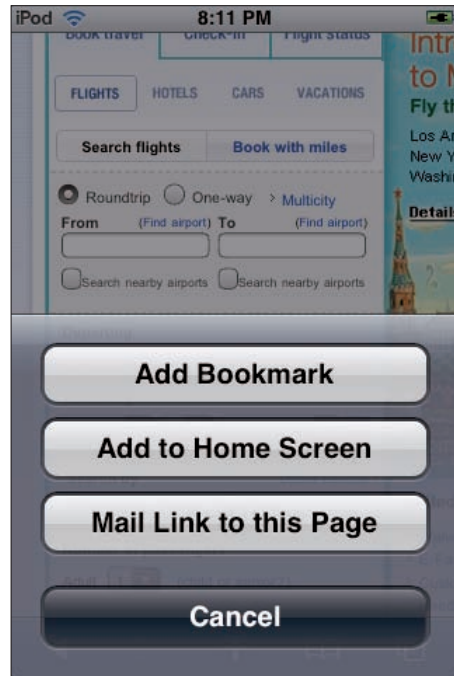 iPod 8:11 PM
Book travel Check-in Flight status
FLIGHTS HOTELS CARS VACATIONS
Search flights Book with miles
Roundtrip One-way > Multicity
From (Find airport) To (Find airport)
Search nearby airports Search nearby airports
Intr
to
Fly th
Los An
New Y
Washi
Detail
Add Bookmark
Add to Home Screen
Mail Link to this Page
Cancel